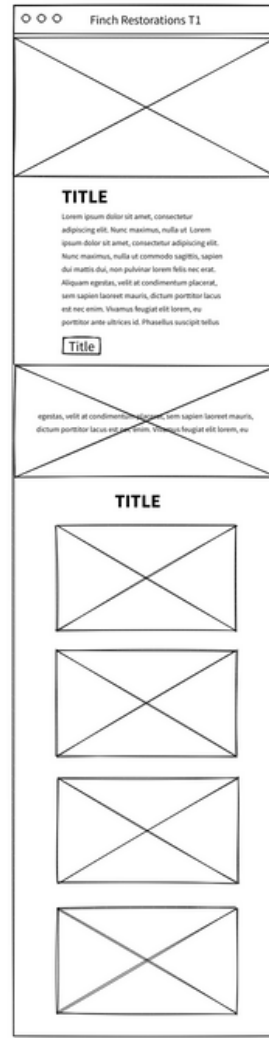 Finch Restorations T1
TITLE
Lorem ipsum dolor sit amet, consectetur
adipiscing elit. Nunc maximus, nulla ut Lorem
ipsum dolor sit amet, consectetur adipiscing elit.
Nunc maximus, nulla ut commodo sagittis, sapien
dui mattis dui, non pulvinar lorem felis nec erat.
Aliquam egestas, velit at condimentum placerat,
sem sapien laoreet mauris, dictum porttitor lacus
est nec enim. Vivamus feugiat elit lorem, eu
porttitor ante ultrices id. Phasellus suscipit tellus
Title
egestas, velit at condimentum placerat, sem sapien laoreet mauris,
dictum porttitor lacus est nec enim. Vivamus feugiat elit lorem, eu
TITLE